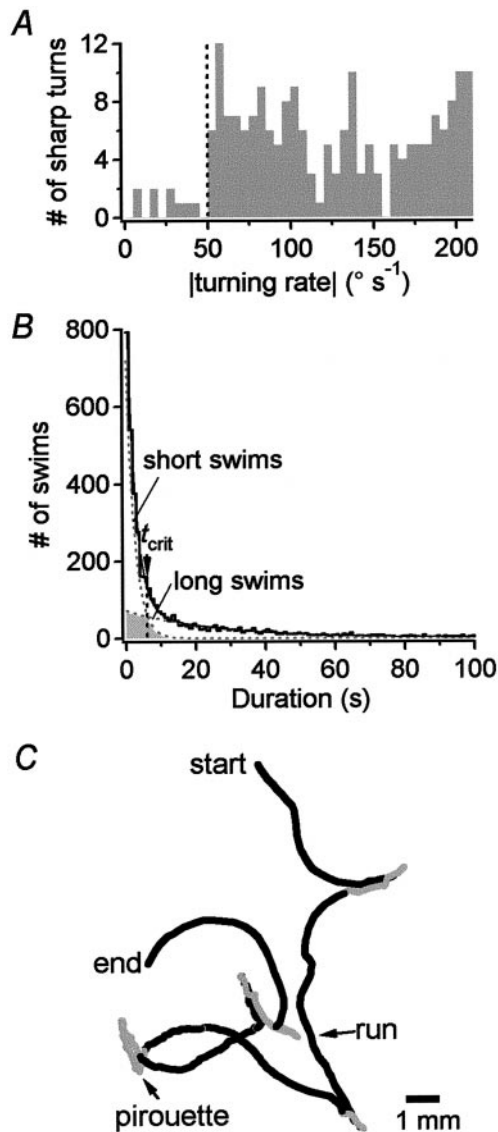 A
# of sharp turns
12
8
4
0
0 50 100 150 200
|turning rate| (° s⁻¹)
B
# of swims
800
600
400
200
0
short swims
t_crit
long swims
0 20 40 60 80 100
Duration (s)
C
start
end
run
pirouette
1 mm